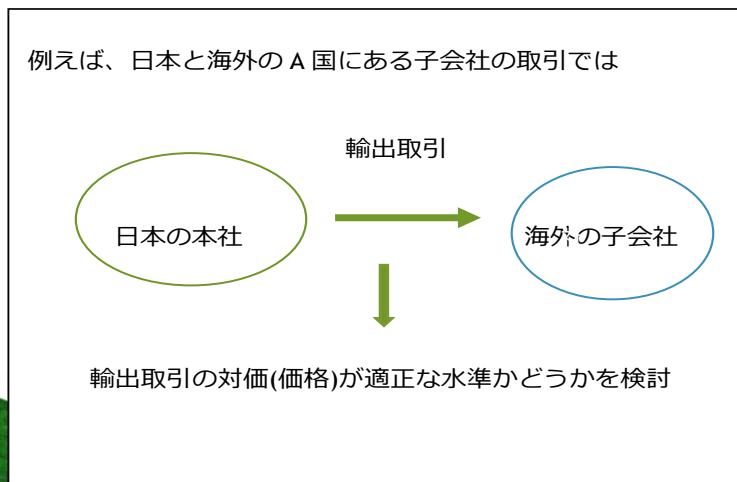 例えば、日本と海外の A 国にある子会社の取引では
輸出取引
日本の本社
海外の子会社
輸出取引の対価(価格)が適正な水準かどうかを検討